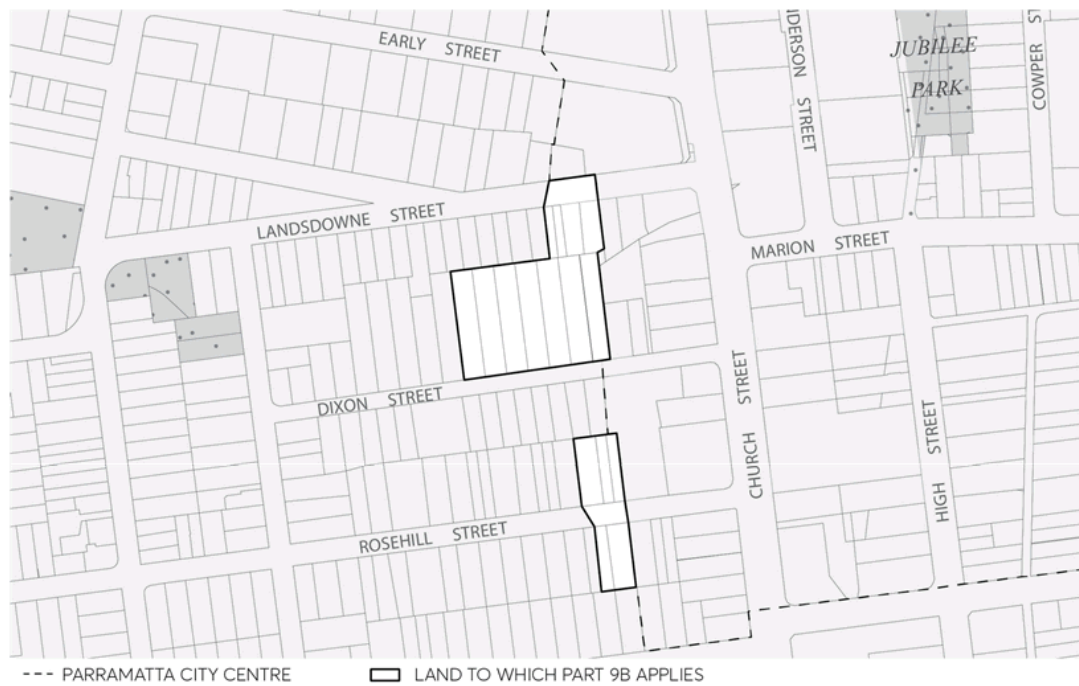 EARLY STREET
ANDERSON STREET
JUBILEE
PARK
COWPER ST
LANDSDOWNE STREET
MARION STREET
DIXON STREET
CHURCH STREET
HIGH STREET
ROSEHILL STREET
PARRAMATTA CITY CENTRE
LAND TO WHICH PART 9B APPLIES